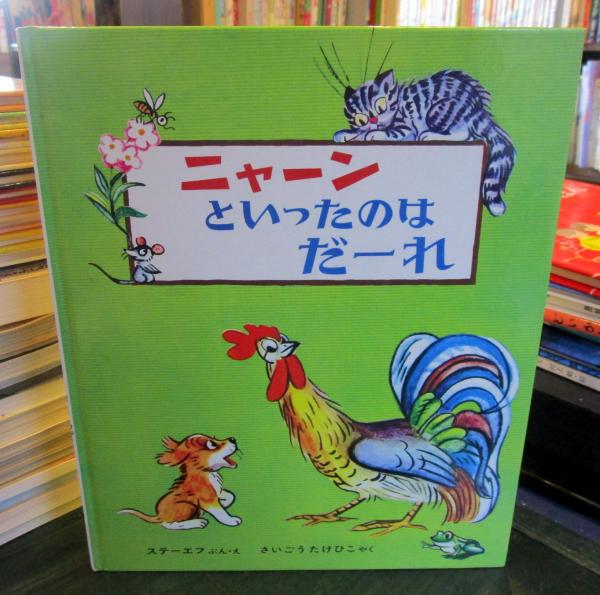 ニャーン
といったのは
だーれ
ステーエフ ぶん・え さいごうたけひこ やく